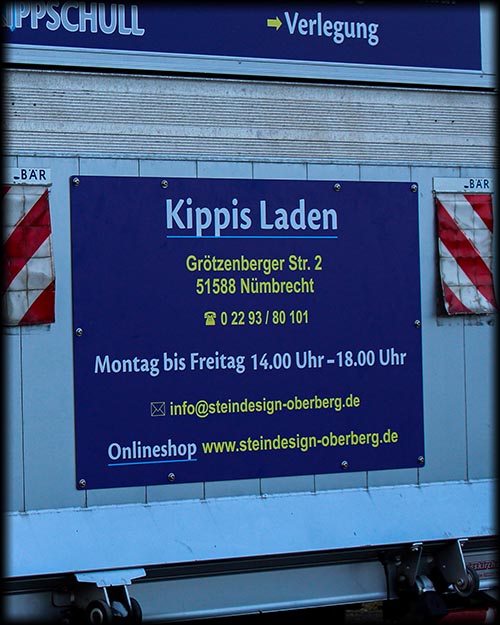 →Verlegung
BÄR
BÄR
Kippis Laden
Grötzenberger Str. 2
51588 Nümbrecht
☎ 0 22 93 / 80 101
Montag bis Freitag 14.00 Uhr – 18.00 Uhr
✉ info@steindesign-oberberg.de
Onlineshop www.steindesign-oberberg.de